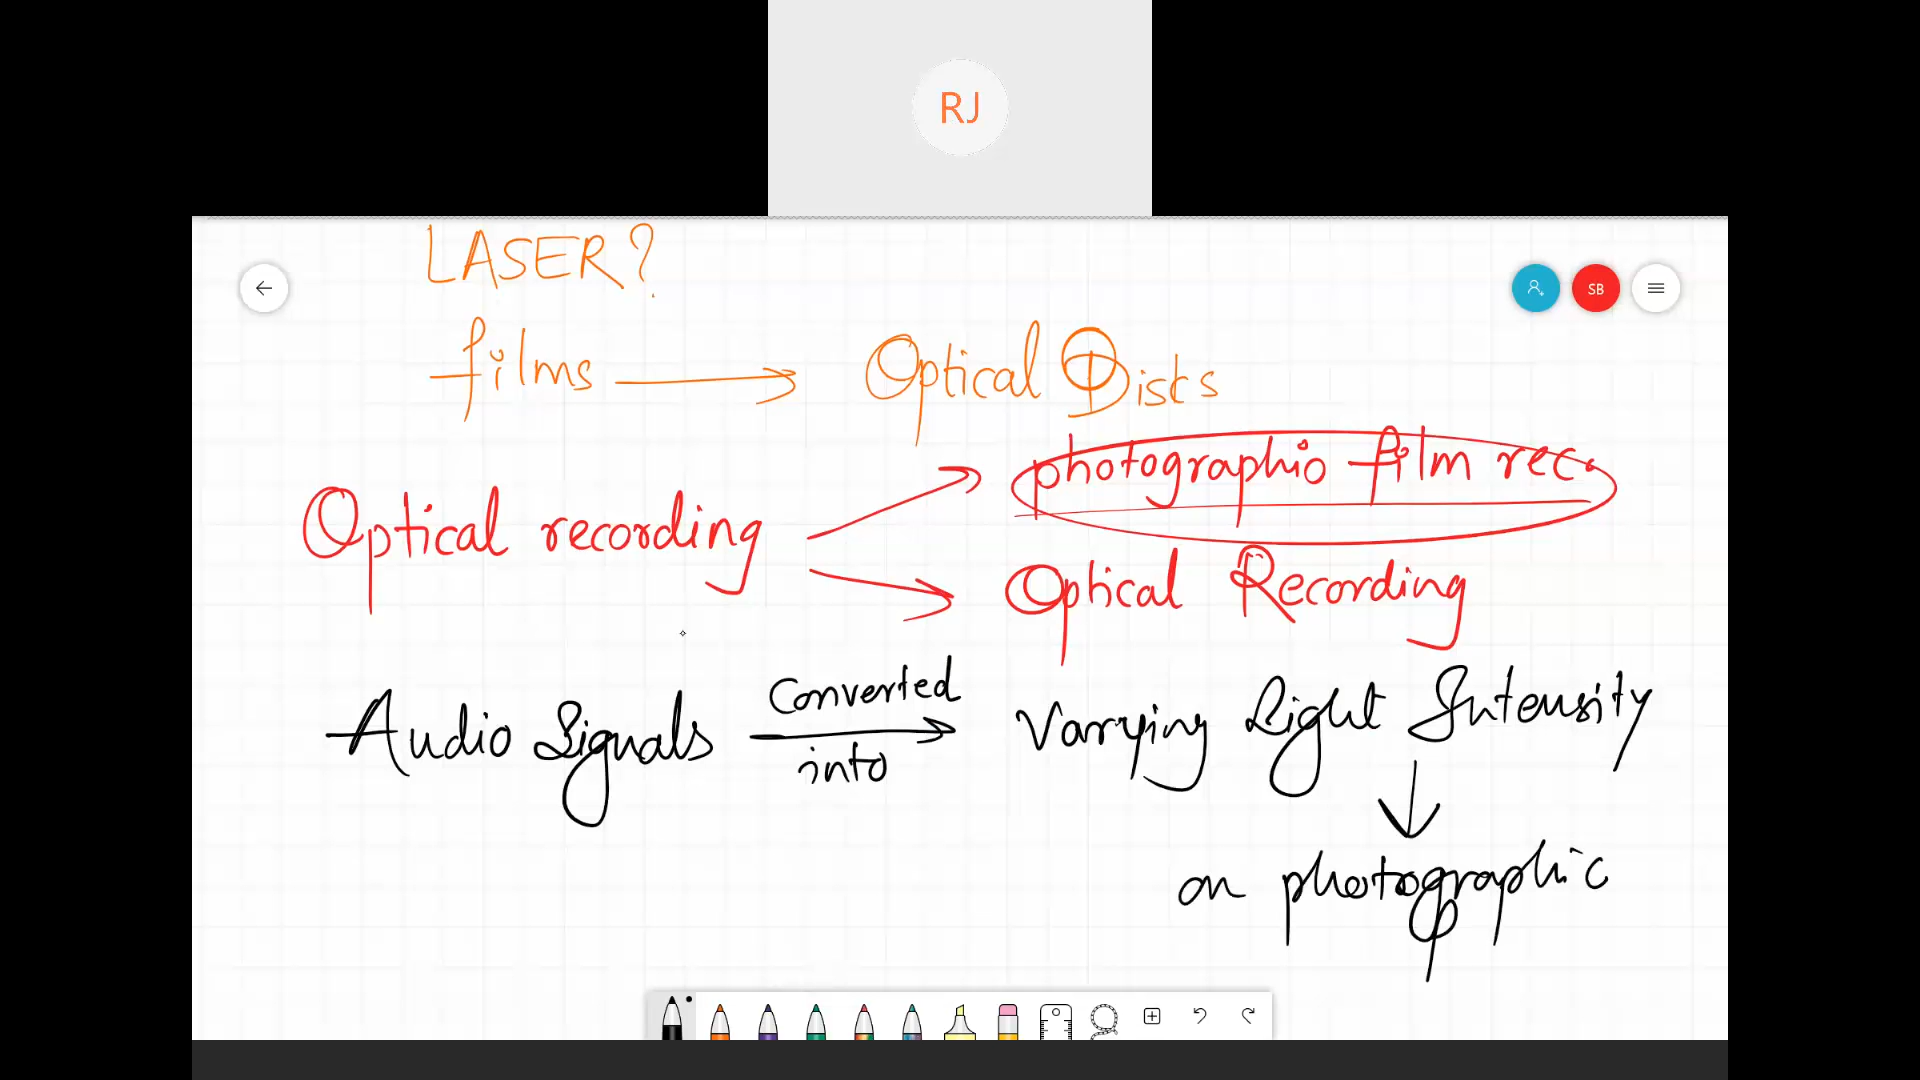 RJ
LASER?
SB
films → Optical Discts
photographic film rec.
Optical recording
Optical Recording
Audio Signals Converted into Varying Light Intensity
on photographic